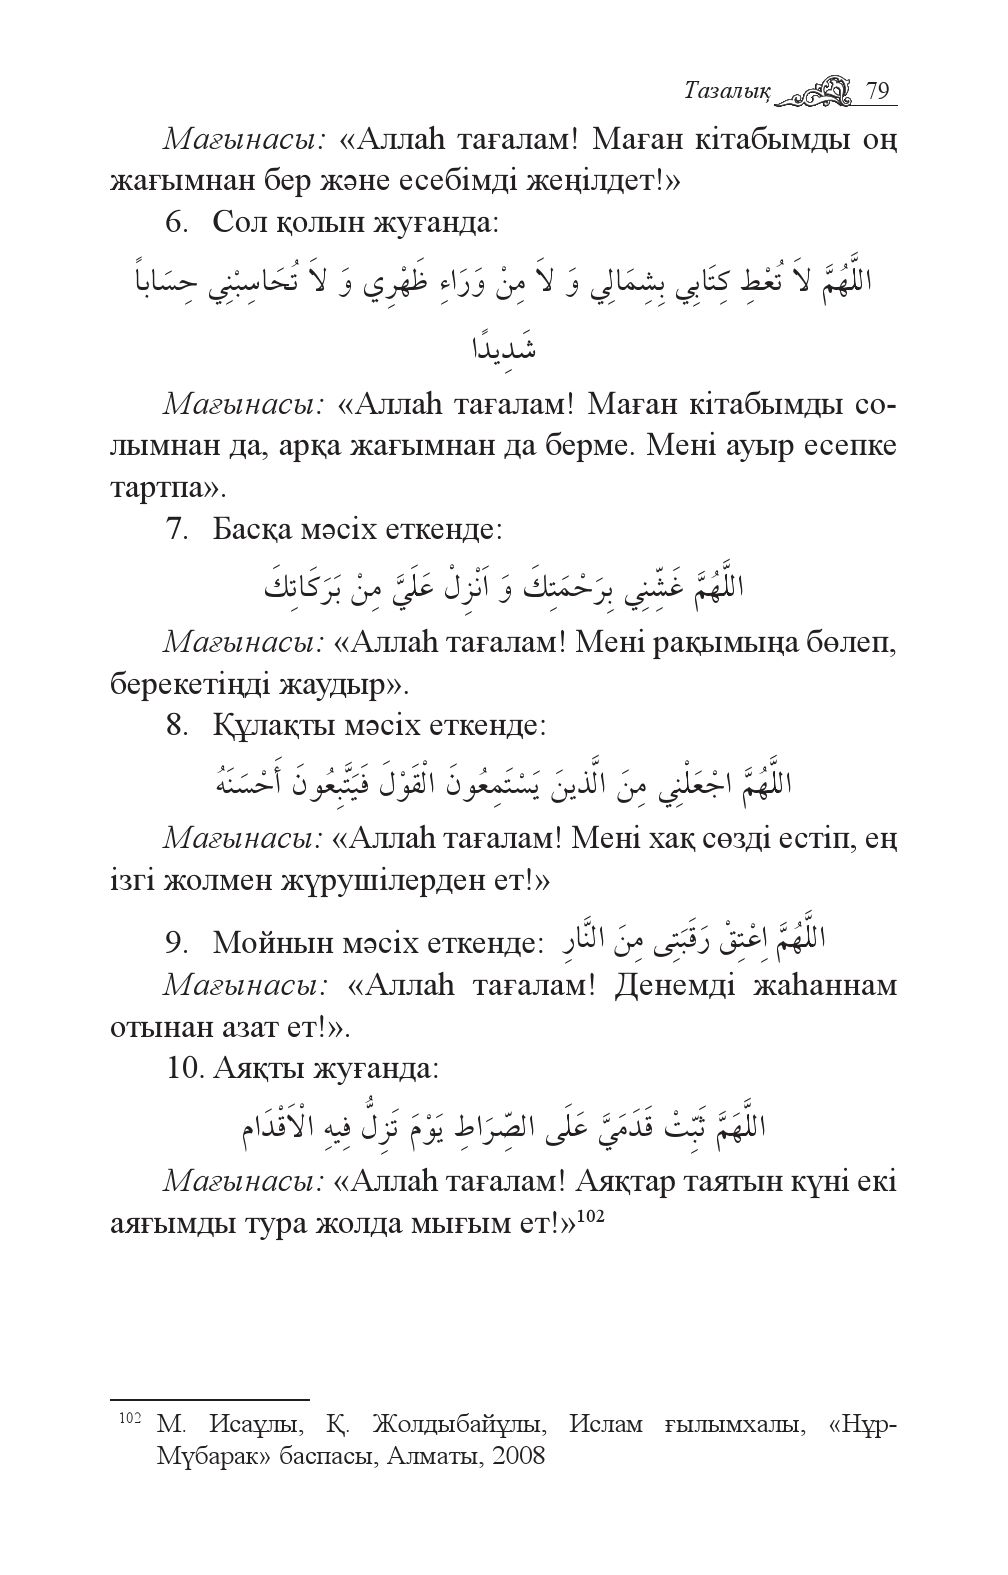 Тазалық 79
Мағынасы: «Аллаһ тағалам! Маған кітабымды оң
жағымнан бер және есебімді жеңілдет!»
6. Сол қолын жуғанда:
اللَّهُمَّ لاَ تُعْطِ كِتَابِي بِشِمَالِي وَ لاَ مِنْ وَرَاءِ ظَهْرِي وَ لاَ تُحَاسِبْنِي حِسَاباً
شَدِيدًا
Мағынасы: «Аллаһ тағалам! Маған кітабымды со-
лымнан да, арқа жағымнан да берме. Мені ауыр есепке
тартпа».
7. Басқа мәсіх еткенде:
اللَّهُمَّ غَشِّنِي بِرَحْمَتِكَ وَ اَنْزِلْ عَلَيَّ مِنْ بَرَكَاتِكَ
Мағынасы: «Аллаһ тағалам! Мені рақымыңа бөлеп,
берекетіңді жаудыр».
8. Құлақты мәсіх еткенде:
اللَّهُمَّ اجْعَلْنِي مِنَ الَّذينَ يَسْتَمِعُونَ الْقَوْلَ فَيَتَّبِعُونَ أَحْسَنَهُ
Мағынасы: «Аллаһ тағалам! Мені хақ сөзді естіп, ең
ізгі жолмен жүрушілерден ет!»
9. Мойнын мәсіх еткенде: اللَّهُمَّ اِعْتِقْ رَقَبَتِى مِنَ النَّارِ
Мағынасы: «Аллаһ тағалам! Денемді жаһаннам
отынан азат ет!».
10. Аяқты жуғанда:
اللَّهَمَّ ثَبِّتْ قَدَمَيَّ عَلَى الصِّرَاطِ يَوْمَ تَزِلُّ فِيهِ الْاَقْدَام
Мағынасы: «Аллаһ тағалам! Аяқтар таятын күні екі
аяғымды тура жолда мығым ет!»102
102 М. Исаұлы, Қ. Жолдыбайұлы, Ислам ғылымхалы, «Нұр-
Мүбарак» баспасы, Алматы, 2008